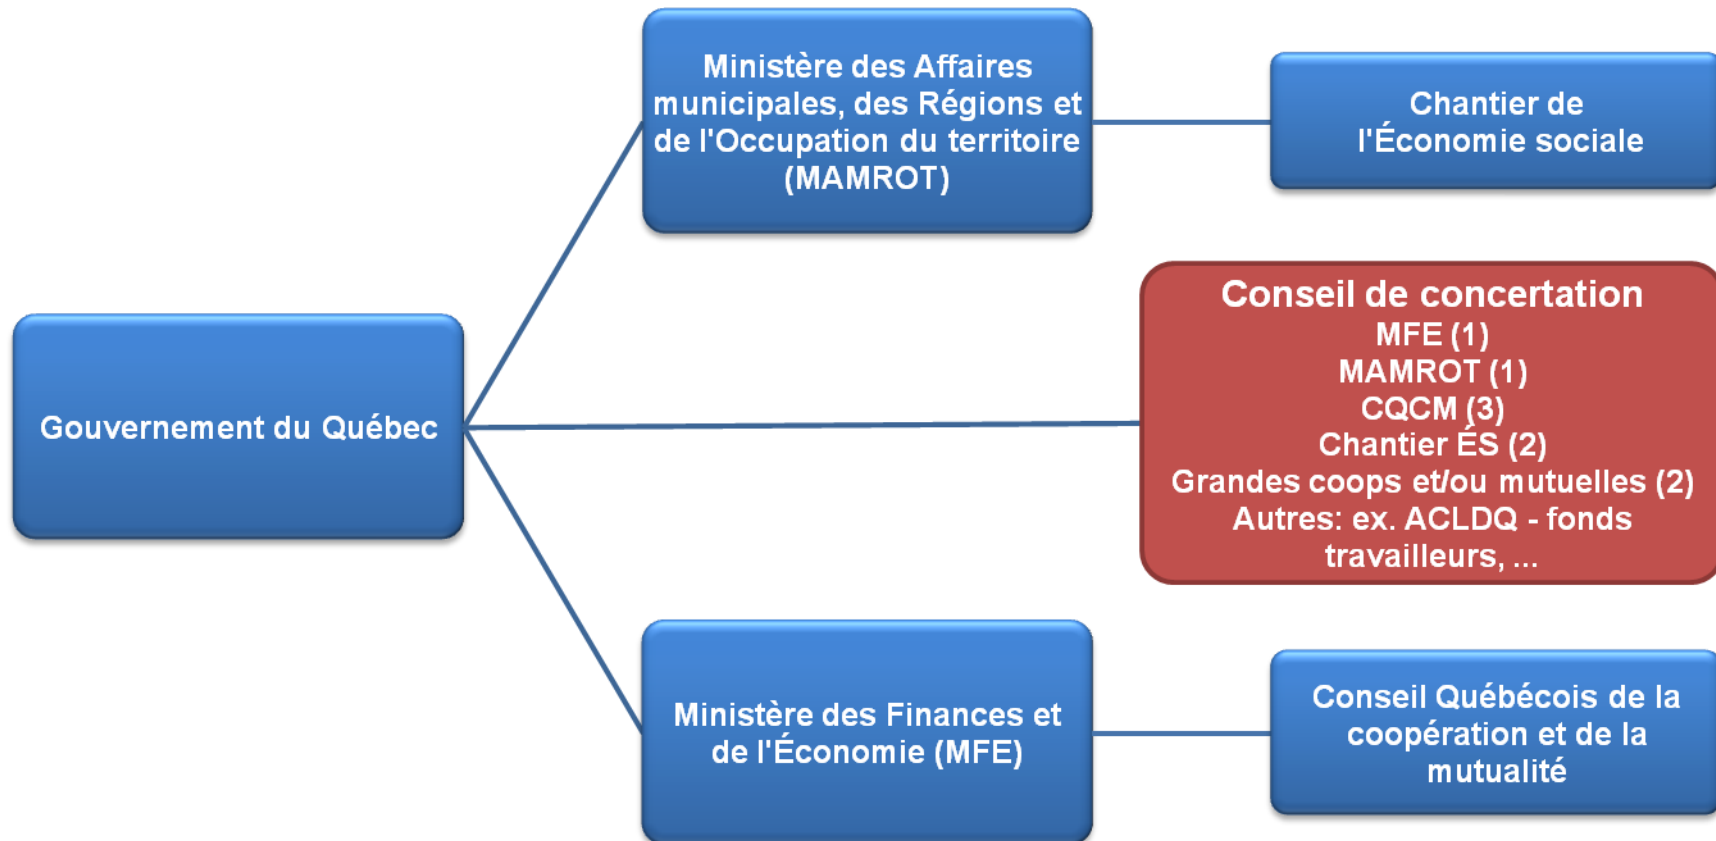 Ministère des Affaires
municipales, des Régions et
de l'Occupation du territoire
(MAMROT)
Chantier de
l'Économie sociale
Gouvernement du Québec
Conseil de concertation
MFE (1)
MAMROT (1)
CQCM (3)
Chantier ÉS (2)
Grandes coops et/ou mutuelles (2)
Autres: ex. ACLDQ - fonds
travailleurs, ...
Ministère des Finances et
de l'Économie (MFE)
Conseil Québécois de la
coopération et de la
mutualité